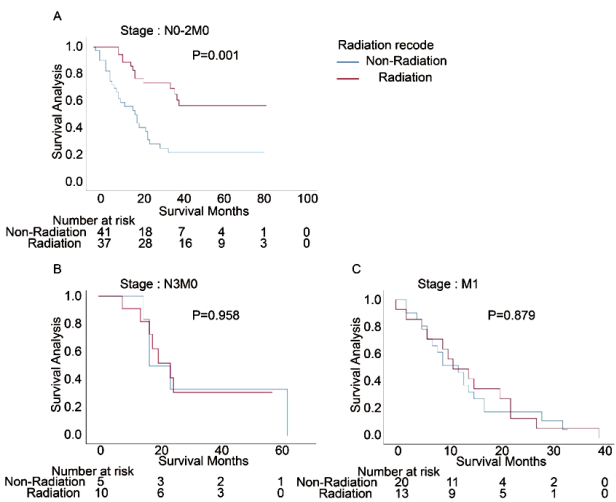 A
Stage : N0-2M0
P=0.001
Radiation recode
Non-Radiation
Radiation
Survival Analysis
1.0
0.8
0.6
0.4
0.2
0.0
0 20 40 60 80 100
Survival Months
Number at risk
Non-Radiation 41 18 7 4 1 0
Radiation 37 28 16 9 3 0
B
Stage : N3M0
P=0.958
Survival Analysis
1.0
0.8
0.6
0.4
0.2
0.0
0 20 40 60
Survival Months
Number at risk
Non-Radiation 5 3 2 1
Radiation 10 6 3 0
C
Stage : M1
P=0.879
Survival Analysis
1.0
0.8
0.6
0.4
0.2
0.0
0 10 20 30 40
Survival Months
Number at risk
Non-Radiation 20 11 4 2 0
Radiation 13 9 5 1 0